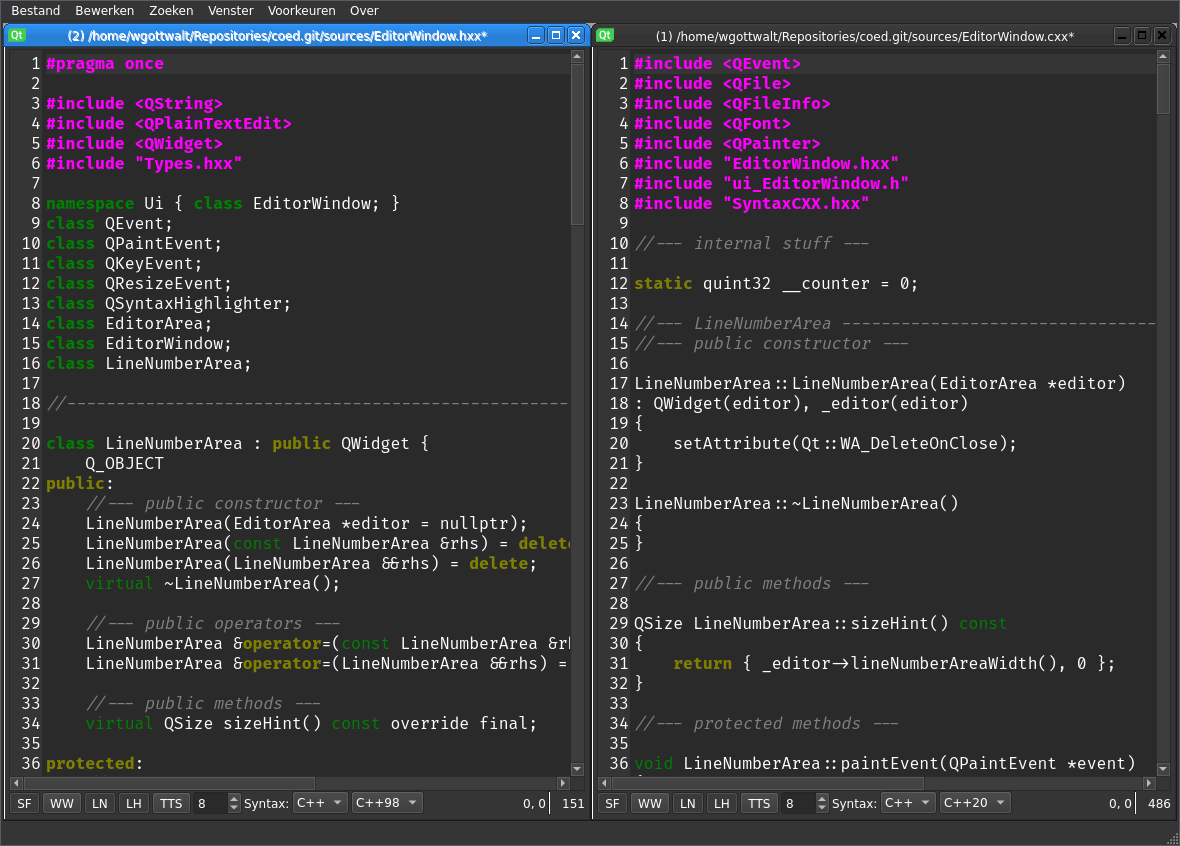 Bestand Bewerken Zoeken Venster Voorkeuren Over
Qt (2) /home/wgottwalt/Repositories/coed.git/sources/EditorWindow.hxx*
1 #pragma once
2
3 #include <QString>
4 #include <QPlainTextEdit>
5 #include <QWidget>
6 #include "Types.hxx"
7
8 namespace Ui { class EditorWindow; }
9 class QEvent;
10 class QPaintEvent;
11 class QKeyEvent;
12 class QResizeEvent;
13 class QSyntaxHighlighter;
14 class EditorArea;
15 class EditorWindow;
16 class LineNumberArea;
17
18 //---------------------------------------------------
19
20 class LineNumberArea : public QWidget {
21     Q_OBJECT
22 public:
23     //--- public constructor ---
24     LineNumberArea(EditorArea *editor = nullptr);
25     LineNumberArea(const LineNumberArea &rhs) = delete
26     LineNumberArea(LineNumberArea &&rhs) = delete;
27     virtual ~LineNumberArea();
28
29     //--- public operators ---
30     LineNumberArea &operator=(const LineNumberArea &rh
31     LineNumberArea &operator=(LineNumberArea &&rhs) =
32
33     //--- public methods ---
34     virtual QSize sizeHint() const override final;
35
36 protected:
SF WW LN LH TTS 8 Syntax: C++ C++98 0, 0 151
Qt (1) /home/wgottwalt/Repositories/coed.git/sources/EditorWindow.cxx*
1 #include <QEvent>
2 #include <QFile>
3 #include <QFileInfo>
4 #include <QFont>
5 #include <QPainter>
6 #include "EditorWindow.hxx"
7 #include "ui_EditorWindow.h"
8 #include "SyntaxCXX.hxx"
9
10 //--- internal stuff ---
11
12 static quint32 __counter = 0;
13
14 //--- LineNumberArea --------------------------------
15 //--- public constructor ---
16
17 LineNumberArea::LineNumberArea(EditorArea *editor)
18 : QWidget(editor), _editor(editor)
19 {
20     setAttribute(Qt::WA_DeleteOnClose);
21 }
22
23 LineNumberArea::~LineNumberArea()
24 {
25 }
26
27 //--- public methods ---
28
29 QSize LineNumberArea::sizeHint() const
30 {
31     return { _editor->lineNumberAreaWidth(), 0 };
32 }
33
34 //--- protected methods ---
35
36 void LineNumberArea::paintEvent(QPaintEvent *event)
SF WW LN LH TTS 8 Syntax: C++ C++20 0, 0 486